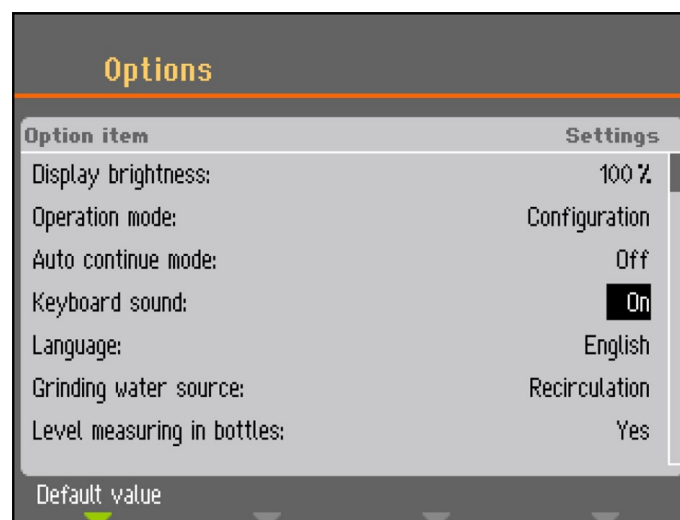 Options
Option item Settings
Display brightness: 100 %
Operation mode: Configuration
Auto continue mode: Off
Keyboard sound: On
Language: English
Grinding water source: Recirculation
Level measuring in bottles: Yes
Default value